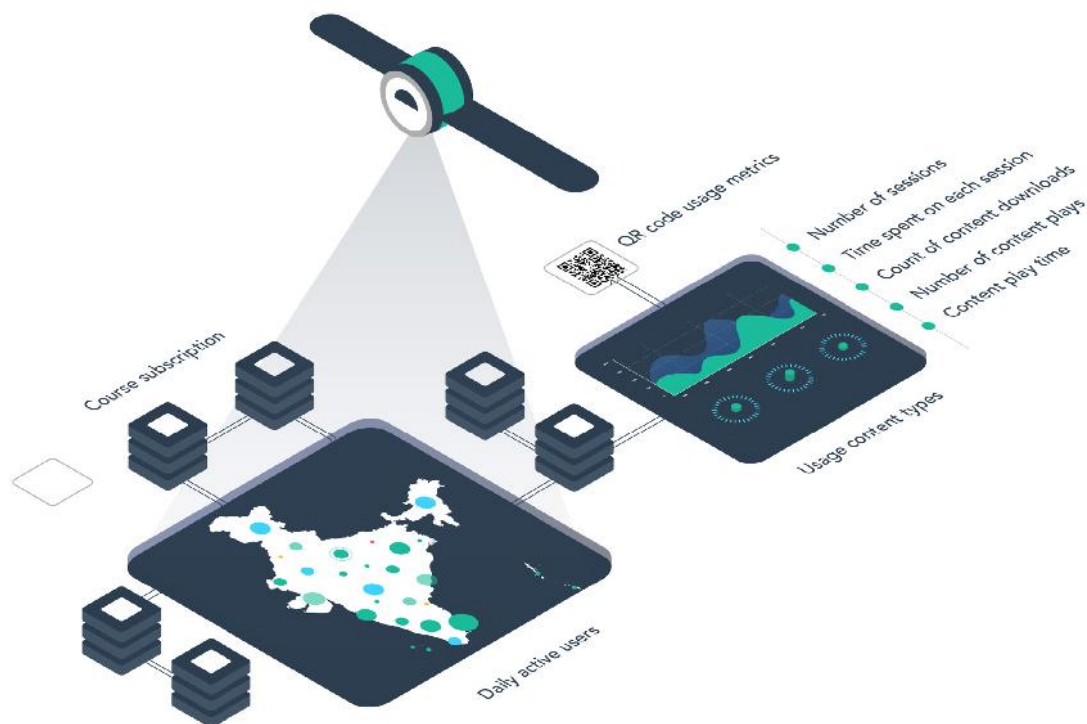 QR code usage metrics
Number of sessions
Time spent on each session
Count of content downloads
Number of content plays
Content play time
Course subscription
Usage content types
Daily active users